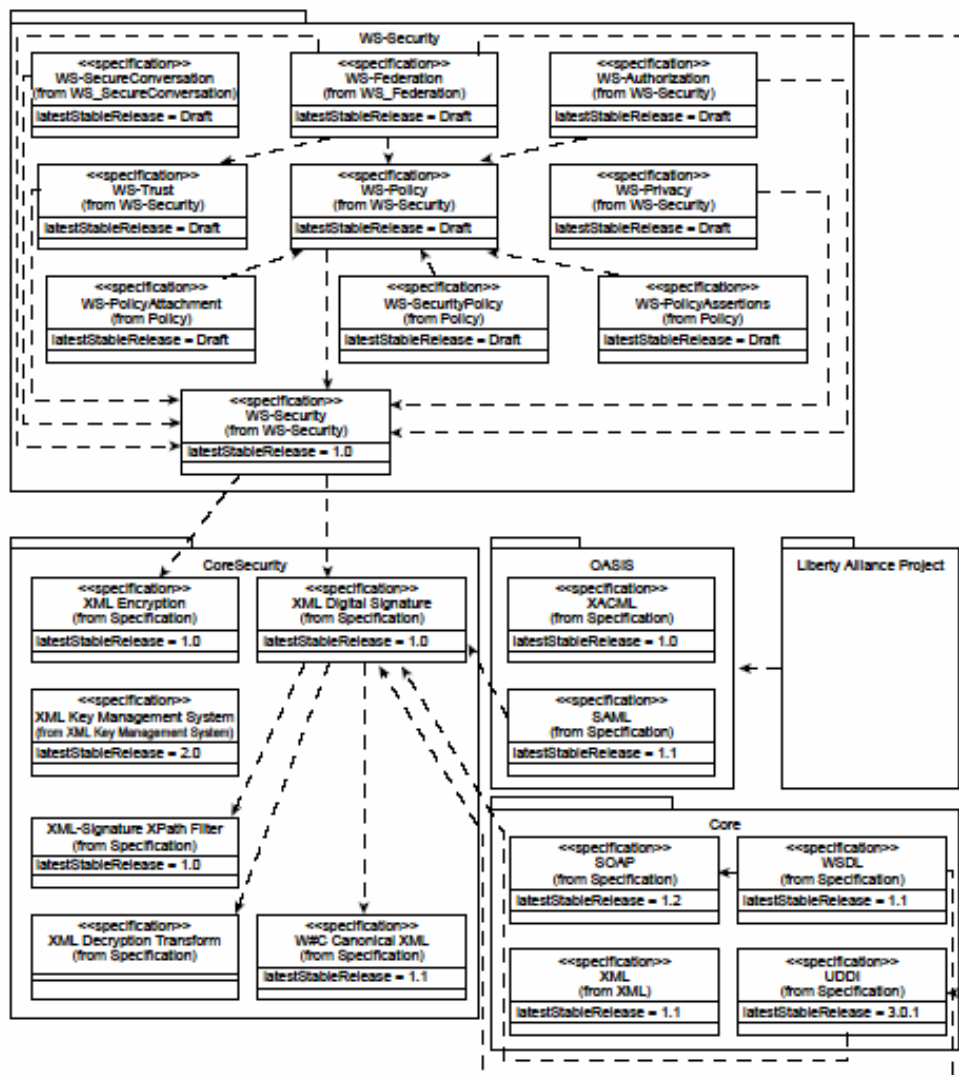 WS-Security
<<specification>>
WS-SecureConversation
(from WS_SecureConversation)
latestStableRelease = Draft
<<specification>>
WS-Federation
(from WS_Federation)
latestStableRelease = Draft
<<specification>>
WS-Authorization
(from WS-Security)
latestStableRelease = Draft
<<specification>>
WS-Trust
(from WS-Security)
latestStableRelease = Draft
<<specification>>
WS-Policy
(from WS-Security)
latestStableRelease = Draft
<<specification>>
WS-Privacy
(from WS-Security)
latestStableRelease = Draft
<<specification>>
WS-PolicyAttachment
(from Policy)
latestStableRelease = Draft
<<specification>>
WS-SecurityPolicy
(from Policy)
latestStableRelease = Draft
<<specification>>
WS-PolicyAssertions
(from Policy)
latestStableRelease = Draft
<<specification>>
WS-Security
(from WS-Security)
latestStableRelease = 1.0
CoreSecurity
<<specification>>
XML Encryption
(from Specification)
latestStableRelease = 1.0
<<specification>>
XML Digital Signature
(from Specification)
latestStableRelease = 1.0
<<specification>>
XML Key Management System
(from XML Key Management System)
latestStableRelease = 2.0
XML-Signature XPath Filter
(from Specification)
latestStableRelease = 1.0
<<specification>>
XML Decryption Transform
(from Specification)
<<specification>>
W#C Canonical XML
(from Specification)
latestStableRelease = 1.1
OASIS
<<specification>>
XACML
(from Specification)
latestStableRelease = 1.0
<<specification>>
SAML
(from Specification)
latestStableRelease = 1.1
Liberty Alliance Project
Core
<<specification>>
SOAP
(from Specification)
latestStableRelease = 1.2
<<specification>>
WSDL
(from Specification)
latestStableRelease = 1.1
<<specification>>
XML
(from XML)
latestStableRelease = 1.1
<<specification>>
UDDI
(from Specification)
latestStableRelease = 3.0.1